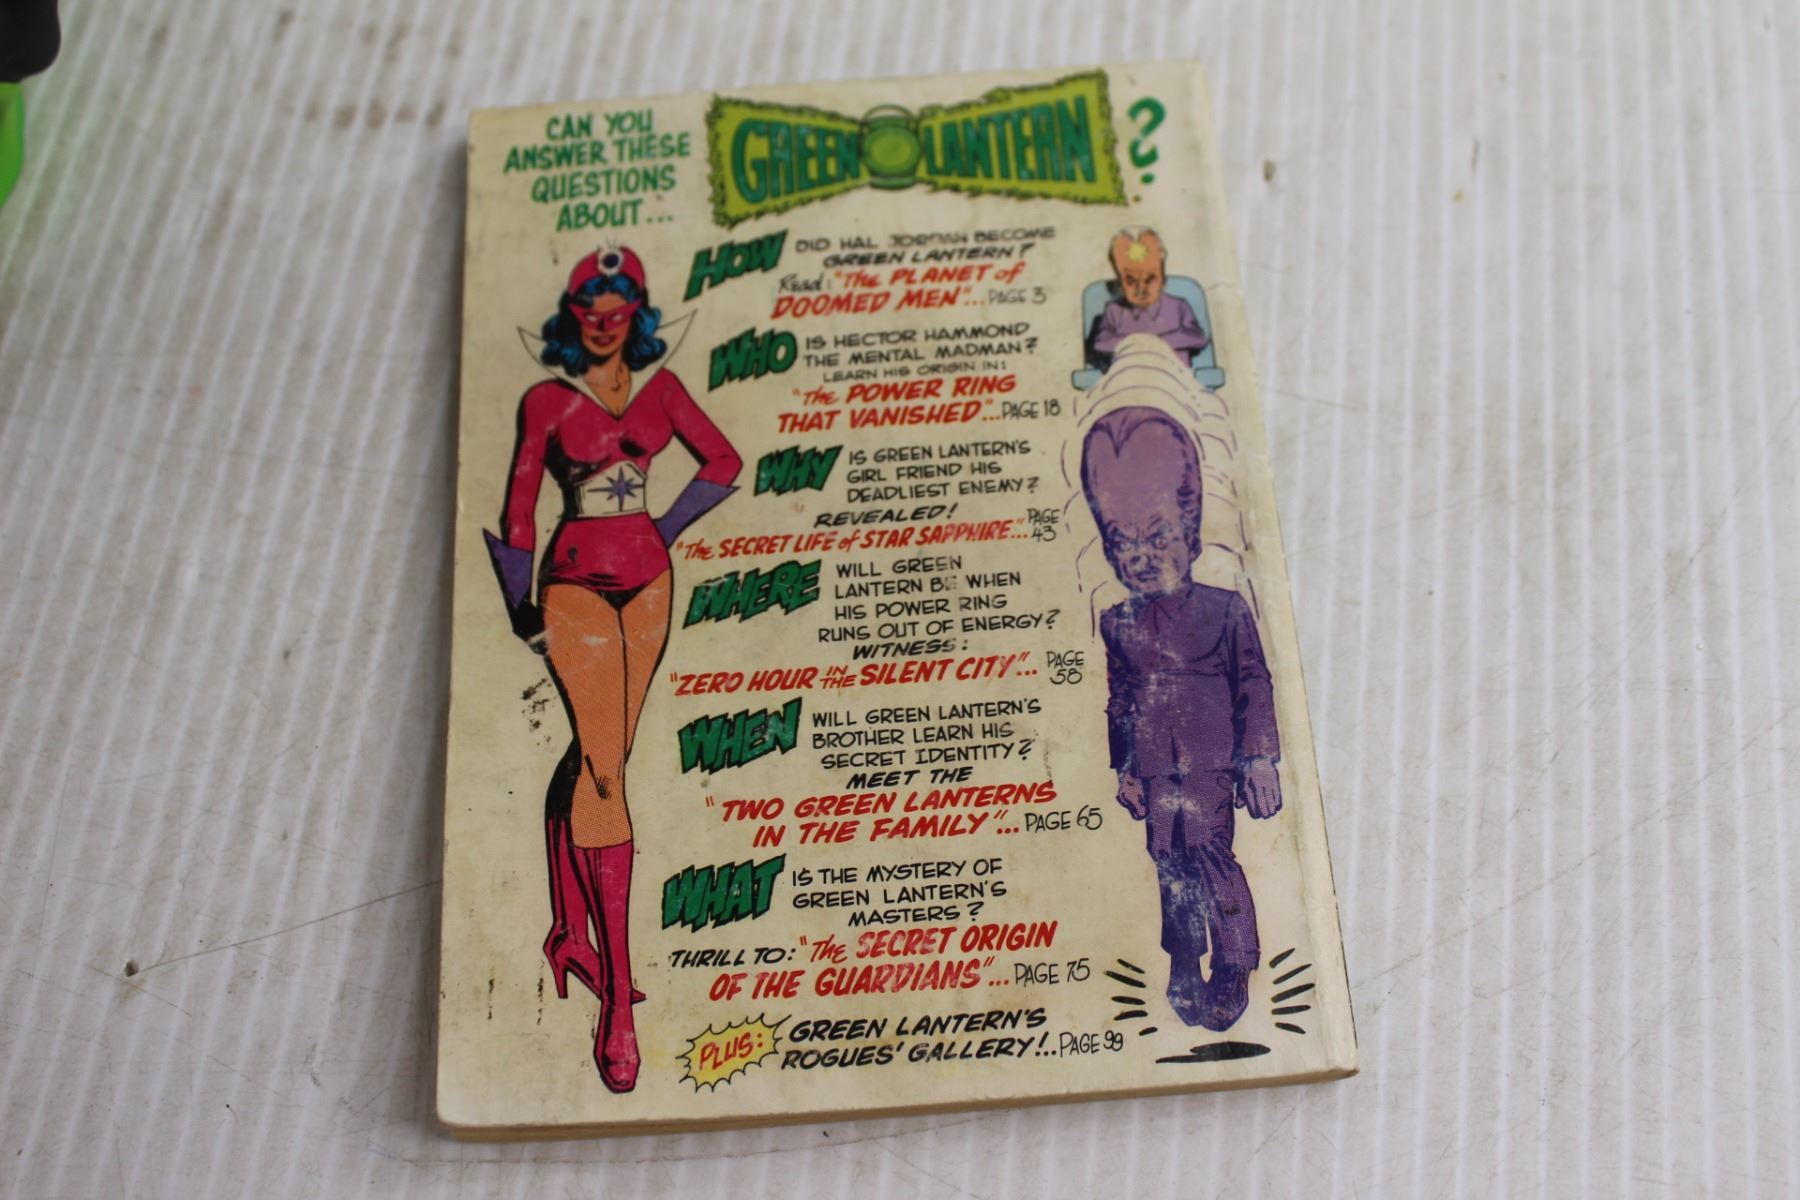 CAN YOU
ANSWER THESE
QUESTIONS
ABOUT...
GREEN LANTERN?
HOW DID HAL JORDAN BECOME
GREEN LANTERN?
Read: "The PLANET of
DOOMED MEN"...PAGE 3
WHO IS HECTOR HAMMOND
THE MENTAL MADMAN?
LEARN HIS ORIGIN IN:
"The POWER RING
THAT VANISHED"...PAGE 18
WHY IS GREEN LANTERN'S
GIRL FRIEND HIS
DEADLIEST ENEMY?
REVEALED!
"The SECRET LIFE of STAR SAPPHIRE"...PAGE
43
WHERE WILL GREEN
LANTERN BE WHEN
HIS POWER RING
RUNS OUT OF ENERGY?
WITNESS:
"ZERO HOUR IN THE SILENT CITY"...PAGE
58
WHEN WILL GREEN LANTERN'S
BROTHER LEARN HIS
SECRET IDENTITY?
MEET THE
"TWO GREEN LANTERNS
IN THE FAMILY"...PAGE 65
WHAT IS THE MYSTERY OF
GREEN LANTERN'S
MASTERS?
THRILL TO: "The SECRET ORIGIN
OF THE GUARDIANS"...PAGE 75
PLUS: GREEN LANTERN'S
ROGUES' GALLERY!..PAGE 99